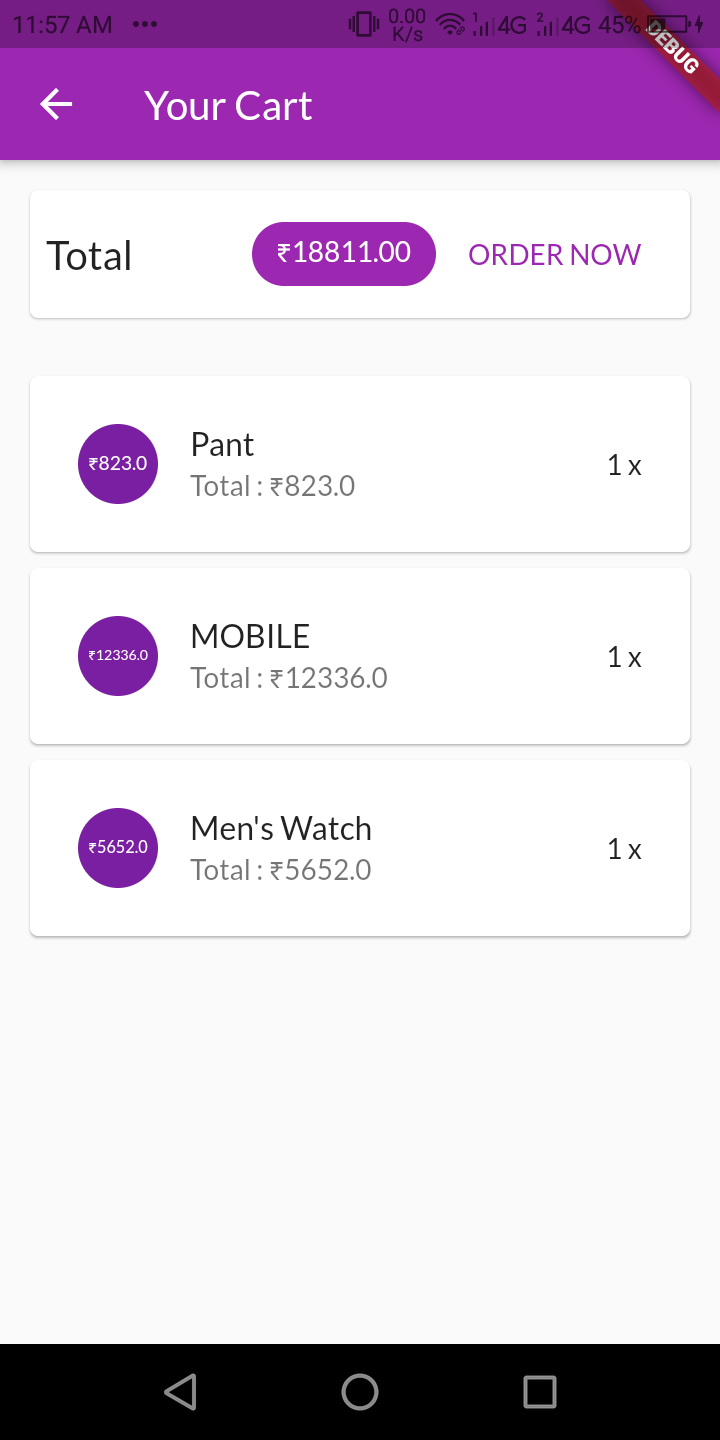 11:57 AM ... 0.00 K/s 1 4G 2 4G 45%
DEBUG
Your Cart
Total ₹18811.00 ORDER NOW
Pant
₹823.0 1 x
Total : ₹823.0
MOBILE
₹12336.0 1 x
Total : ₹12336.0
Men's Watch
₹5652.0 1 x
Total : ₹5652.0